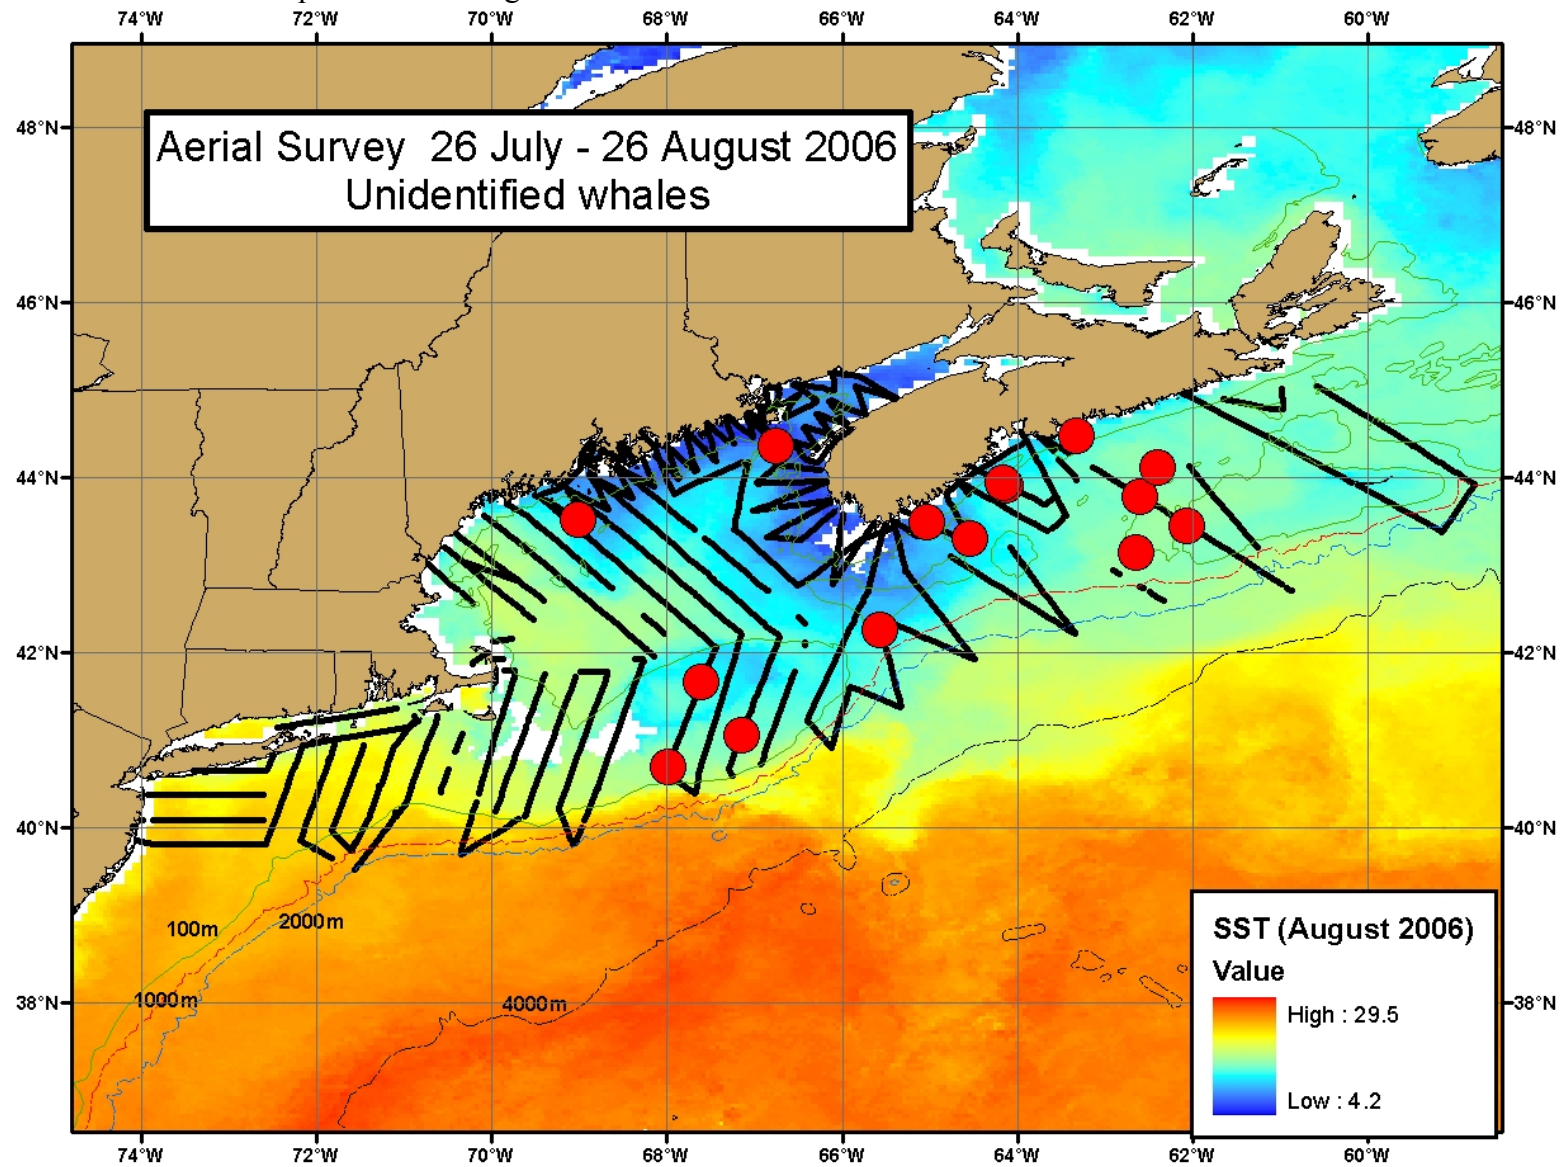 74°W 72°W 70°W 68°W 66°W 64°W 62°W 60°W
48°N 48°N
Aerial Survey 26 July - 26 August 2006
Unidentified whales
46°N 46°N
44°N 44°N
42°N 42°N
40°N 40°N
100m 2000m
SST (August 2006)
Value
1000m 4000m
38°N 38°N
High : 29.5
Low : 4.2
74°W 72°W 70°W 68°W 66°W 64°W 62°W 60°W